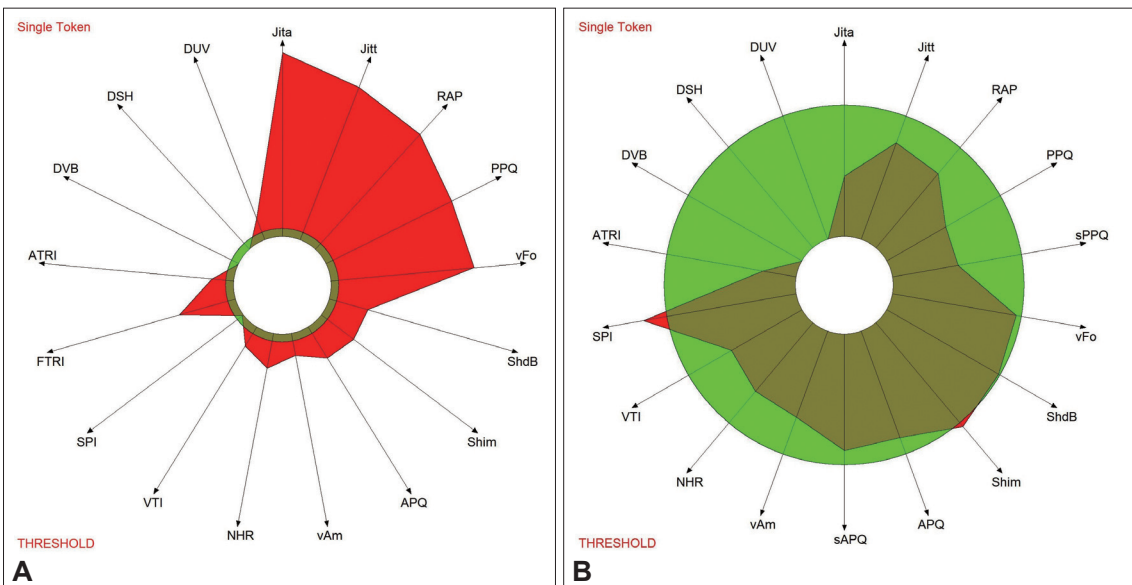 Single Token
Jita
Jitt
RAP
PPQ
vFo
ShdB
Shim
APQ
vAm
NHR
VTI
SPI
FTRI
ATRI
DVB
DSH
DUV
THRESHOLD
A
Single Token
Jita
Jitt
RAP
PPQ
sPPQ
vFo
ShdB
Shim
APQ
sAPQ
vAm
NHR
VTI
SPI
ATRI
DVB
DSH
DUV
THRESHOLD
B